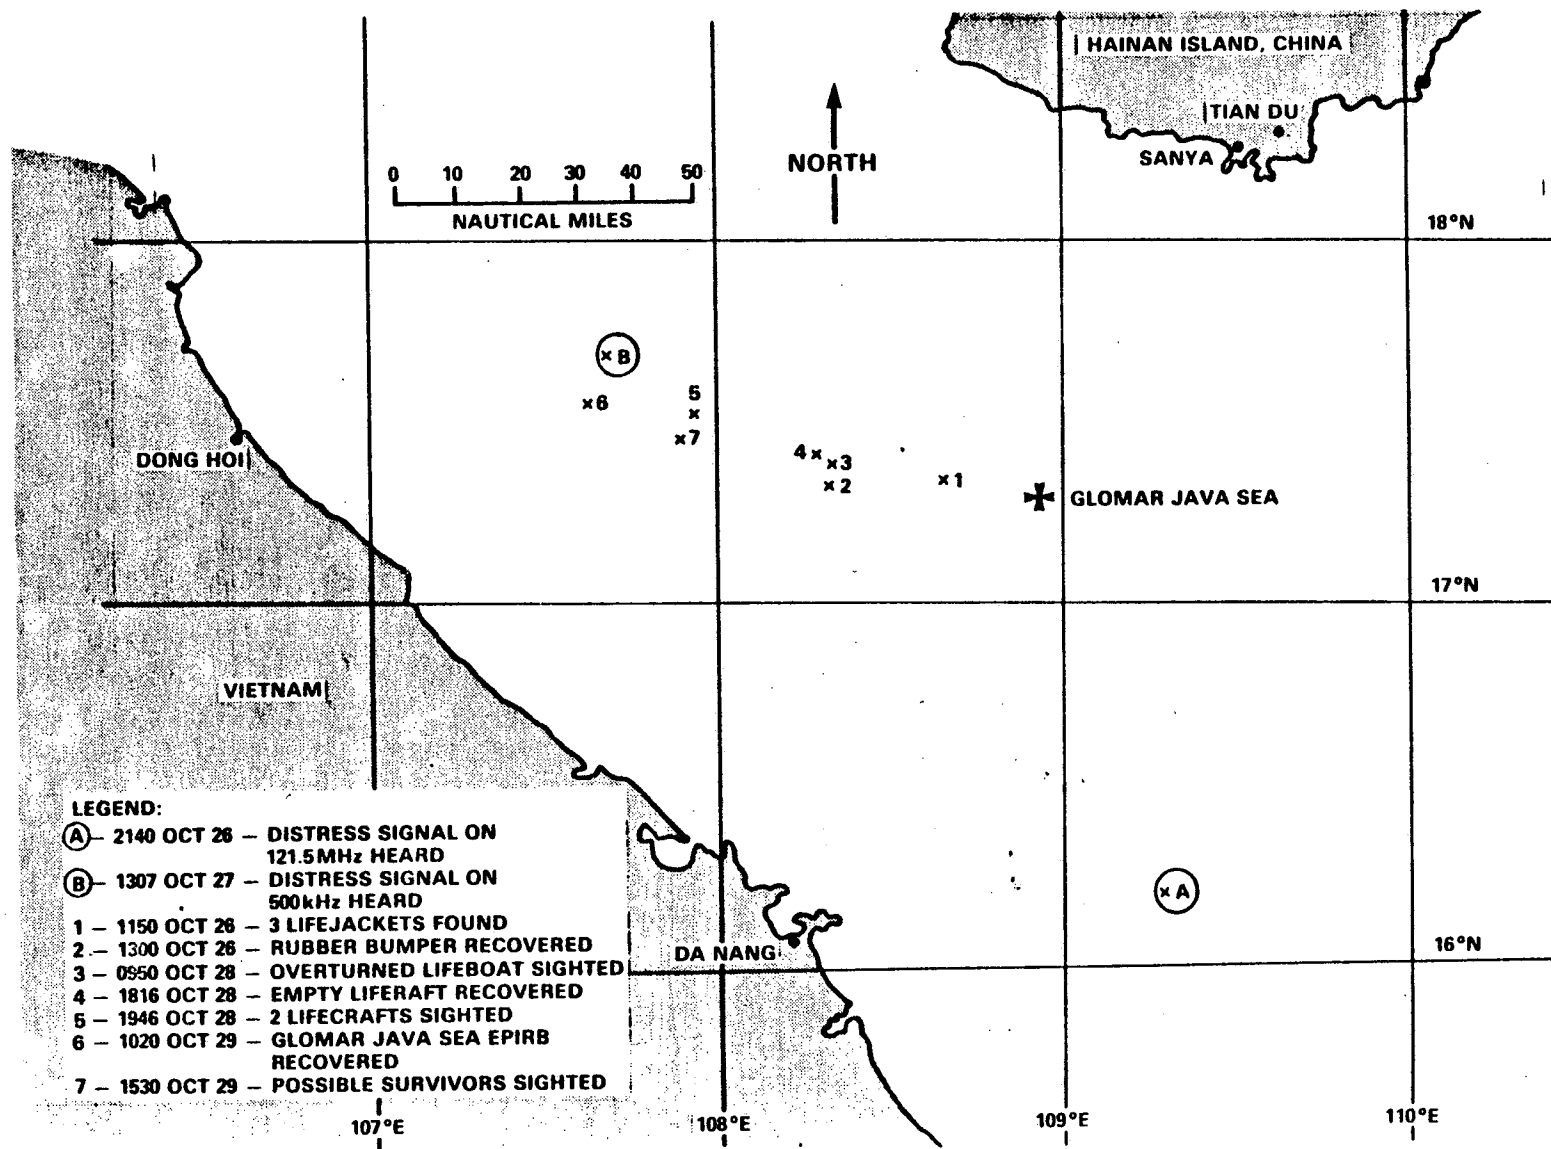 HAINAN ISLAND, CHINA
TIAN DU
SANYA
NORTH
0 10 20 30 40 50
NAUTICAL MILES
18°N
B
6
5
7
4
3
2
1
GLOMAR JAVA SEA
DONG HOI
17°N
VIETNAM
LEGEND:
A – 2140 OCT 26 – DISTRESS SIGNAL ON
121.5MHz HEARD
B – 1307 OCT 27 – DISTRESS SIGNAL ON
500kHz HEARD
1 – 1150 OCT 26 – 3 LIFEJACKETS FOUND
2 – 1300 OCT 26 – RUBBER BUMPER RECOVERED
3 – 0950 OCT 28 – OVERTURNED LIFEBOAT SIGHTED
4 – 1816 OCT 28 – EMPTY LIFERAFT RECOVERED
5 – 1946 OCT 28 – 2 LIFECRAFTS SIGHTED
6 – 1020 OCT 29 – GLOMAR JAVA SEA EPIRB
RECOVERED
7 – 1530 OCT 29 – POSSIBLE SURVIVORS SIGHTED
A
DA NANG
16°N
107°E
108°E
109°E
110°E